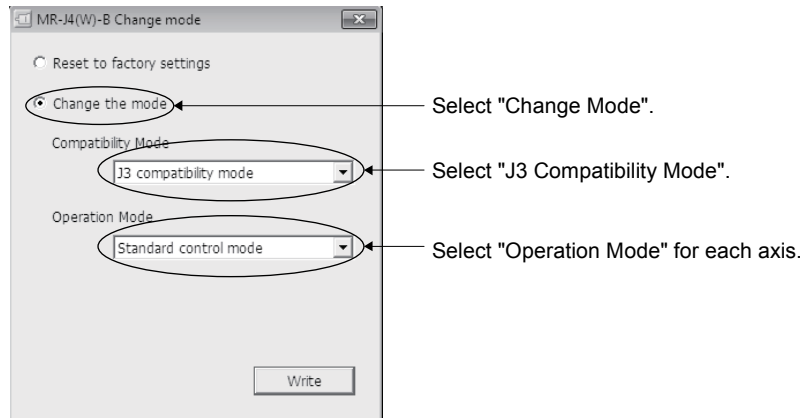 MR-J4(W)-B Change mode
Reset to factory settings
Change the mode
Select "Change Mode".
Compatibility Mode
J3 compatibility mode
Select "J3 Compatibility Mode".
Operation Mode
Standard control mode
Select "Operation Mode" for each axis.
Write